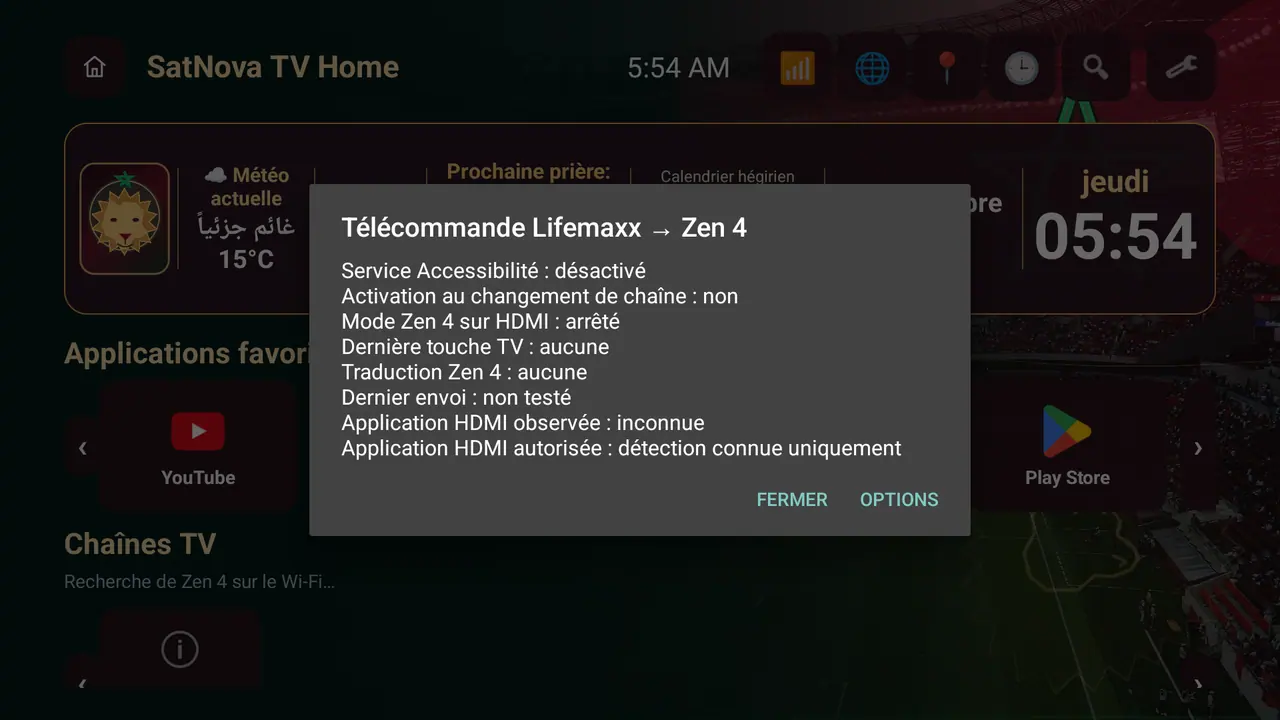 SatNova TV Home
5:54 AM
Météo
actuelle
غائم جزئياً
15°C
Prochaine prière:
Calendrier hégirien
bre
jeudi
05:54
Télécommande Lifemaxx → Zen 4
Service Accessibilité : désactivé
Activation au changement de chaîne : non
Mode Zen 4 sur HDMI : arrêté
Dernière touche TV : aucune
Traduction Zen 4 : aucune
Dernier envoi : non testé
Application HDMI observée : inconnue
Application HDMI autorisée : détection connue uniquement
FERMER
OPTIONS
Applications favori
YouTube
Play Store
Chaînes TV
Recherche de Zen 4 sur le Wi-Fi…